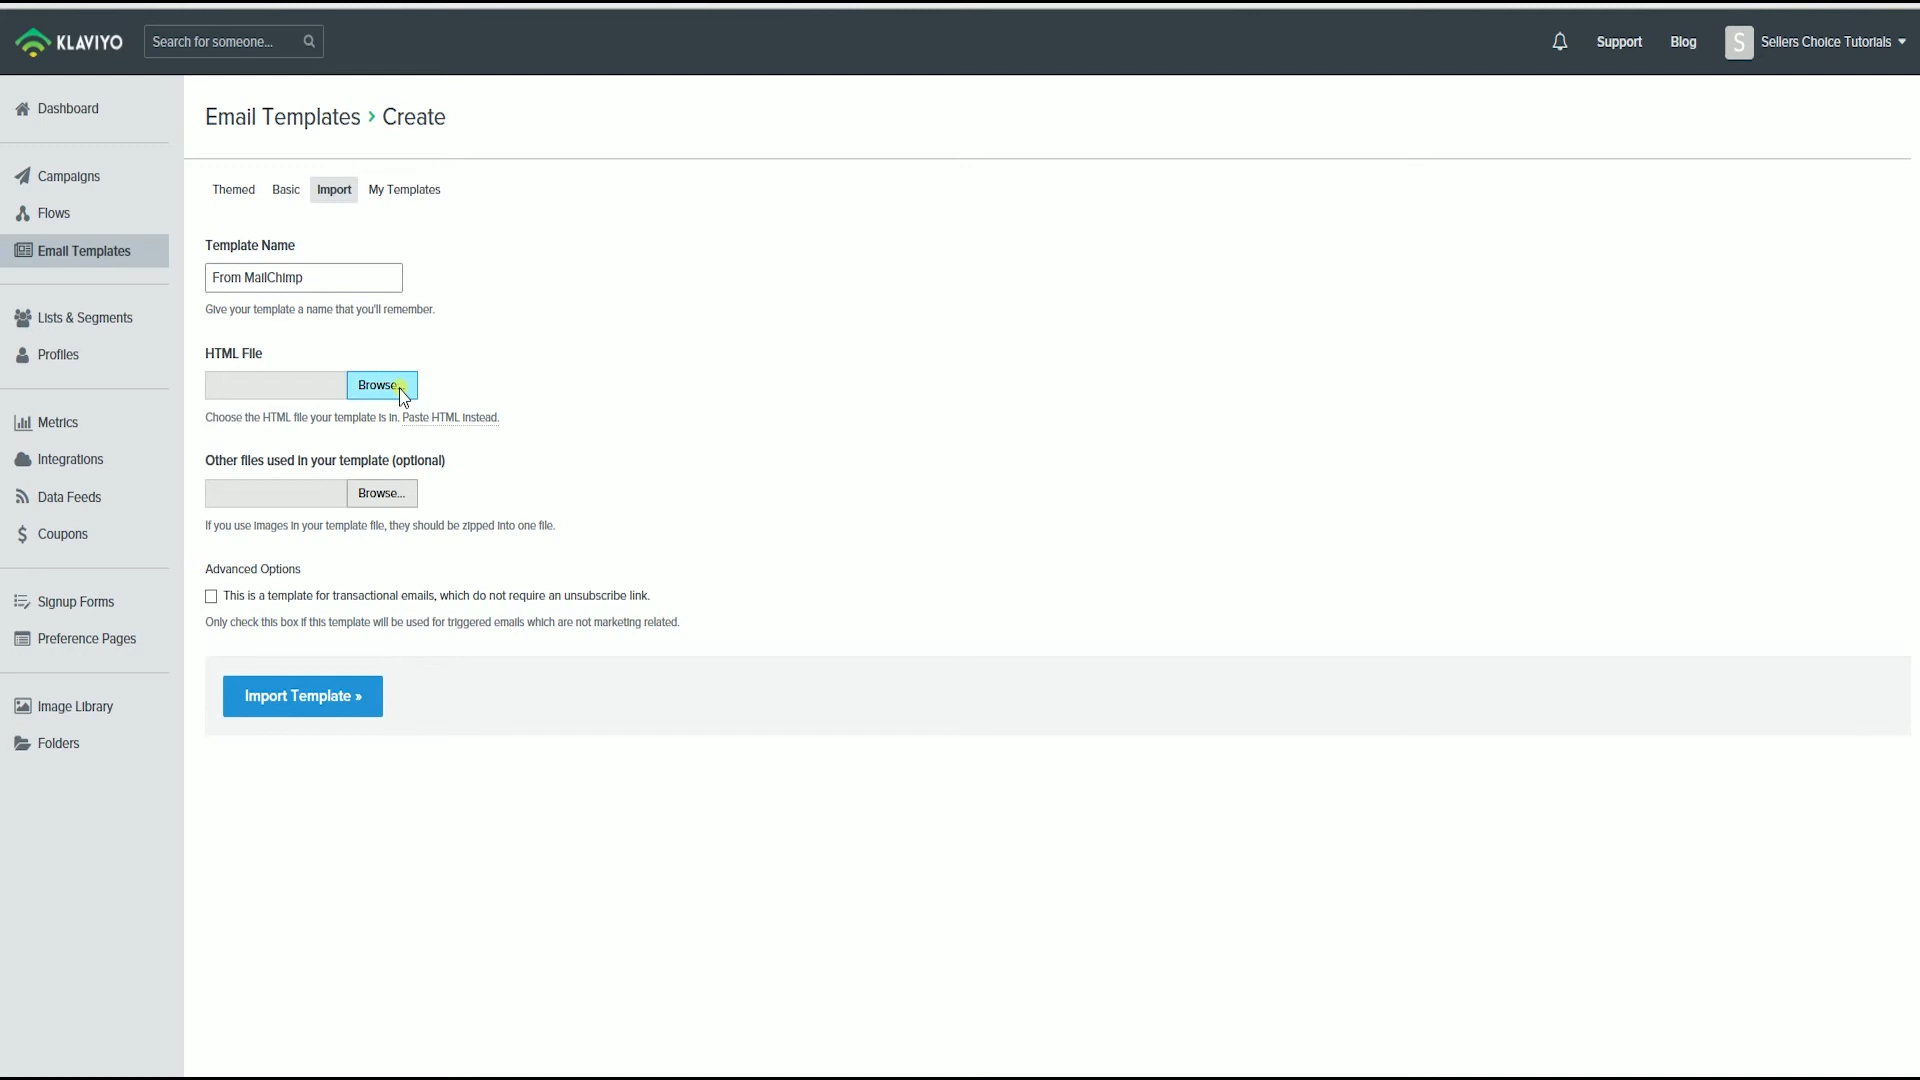 KLAVIYO
Search for someone...
Support
Blog
S
Sellers Choice Tutorials
Dashboard
Campaigns
Flows
Email Templates
Lists & Segments
Profiles
Metrics
Integrations
Data Feeds
Coupons
Signup Forms
Preference Pages
Image Library
Folders
Email Templates › Create
Themed Basic Import My Templates
Template Name
From MailChimp
Give your template a name that you'll remember.
HTML File
Browse...
Choose the HTML file your template is in. Paste HTML instead.
Other files used in your template (optional)
Browse...
If you use images in your template file, they should be zipped into one file.
Advanced Options
This is a template for transactional emails, which do not require an unsubscribe link.
Only check this box if this template will be used for triggered emails which are not marketing related.
Import Template »